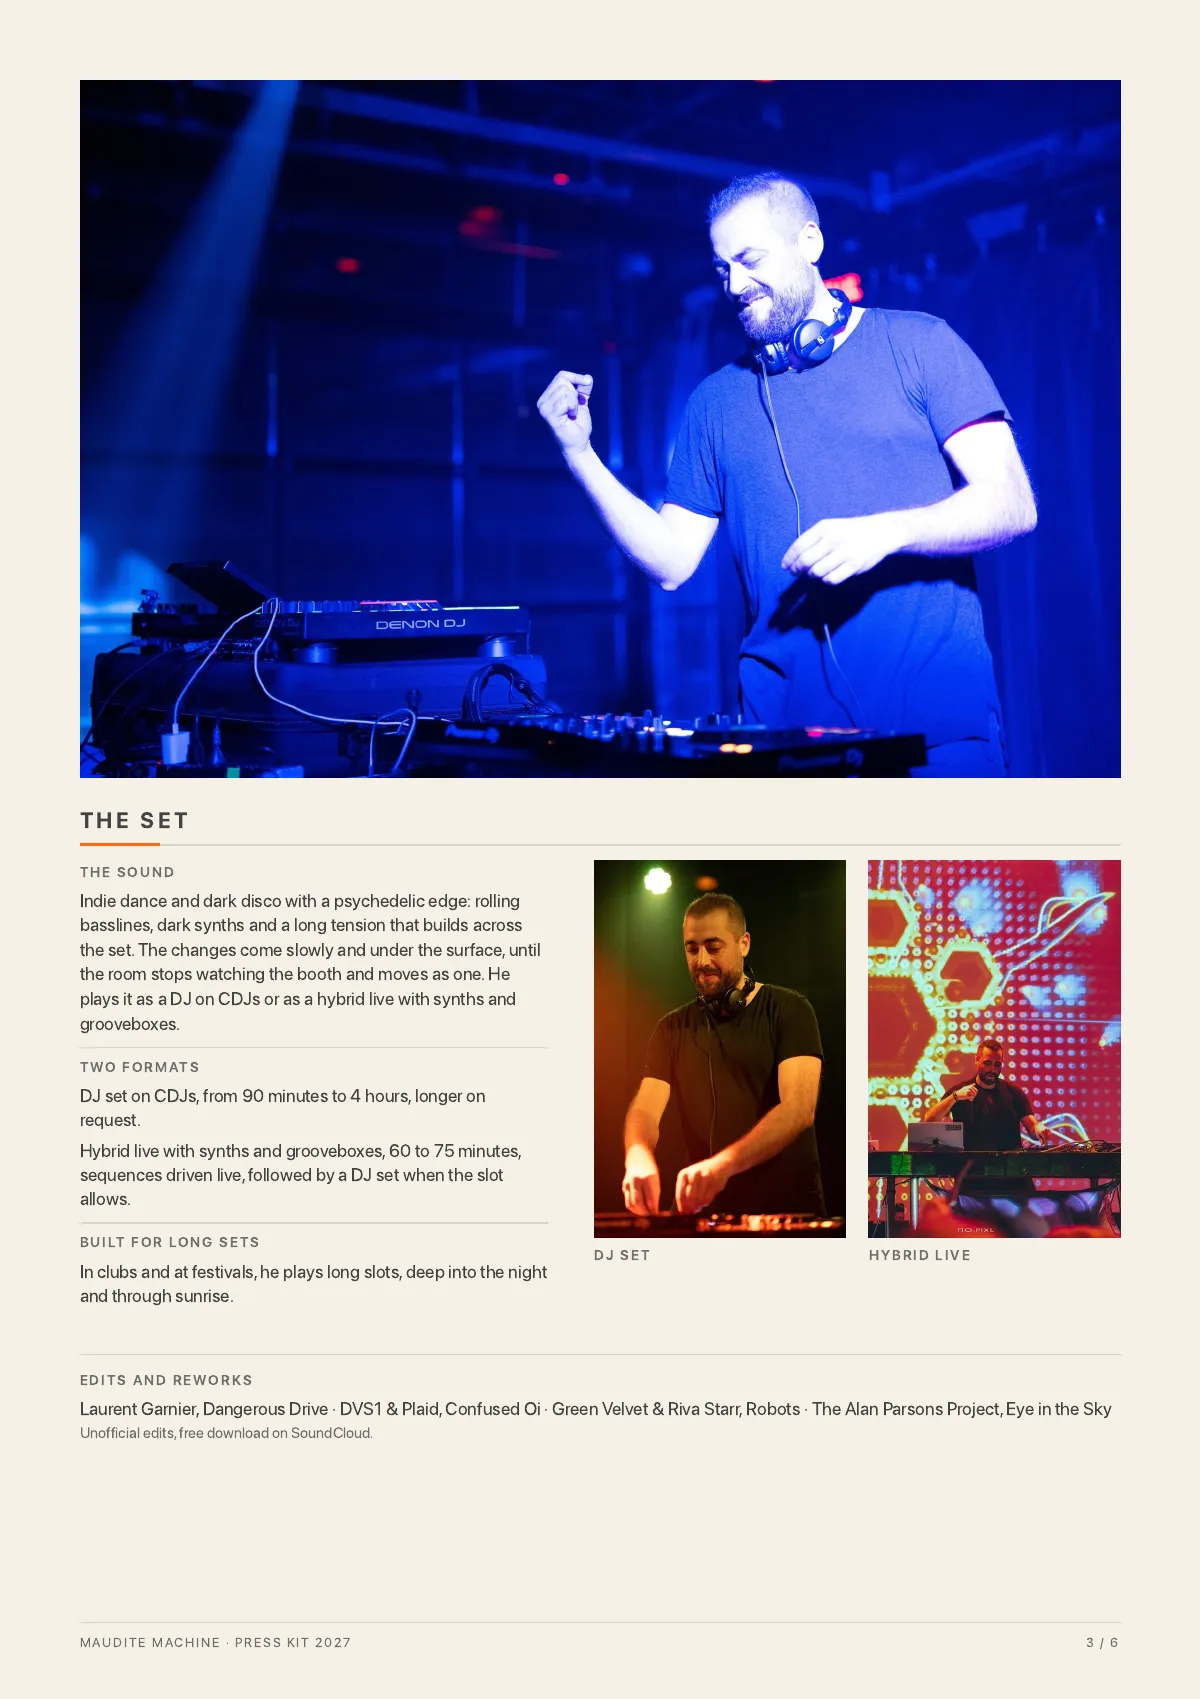 DENON DJ
THE SET
THE SOUND
Indie dance and dark disco with a psychedelic edge: rolling
basslines, dark synths and a long tension that builds across
the set. The changes come slowly and under the surface, until
the room stops watching the booth and moves as one. He
plays it as a DJ on CDJs or as a hybrid live with synths and
grooveboxes.
TWO FORMATS
DJ set on CDJs, from 90 minutes to 4 hours, longer on
request.
Hybrid live with synths and grooveboxes, 60 to 75 minutes,
sequences driven live, followed by a DJ set when the slot
allows.
BUILT FOR LONG SETS
In clubs and at festivals, he plays long slots, deep into the night
and through sunrise.
NO.PIXL
DJ SET
HYBRID LIVE
EDITS AND REWORKS
Laurent Garnier, Dangerous Drive · DVS1 & Plaid, Confused Oi · Green Velvet & Riva Starr, Robots · The Alan Parsons Project, Eye in the Sky
Unofficial edits, free download on SoundCloud.
MAUDITE MACHINE · PRESS KIT 2027
3 / 6